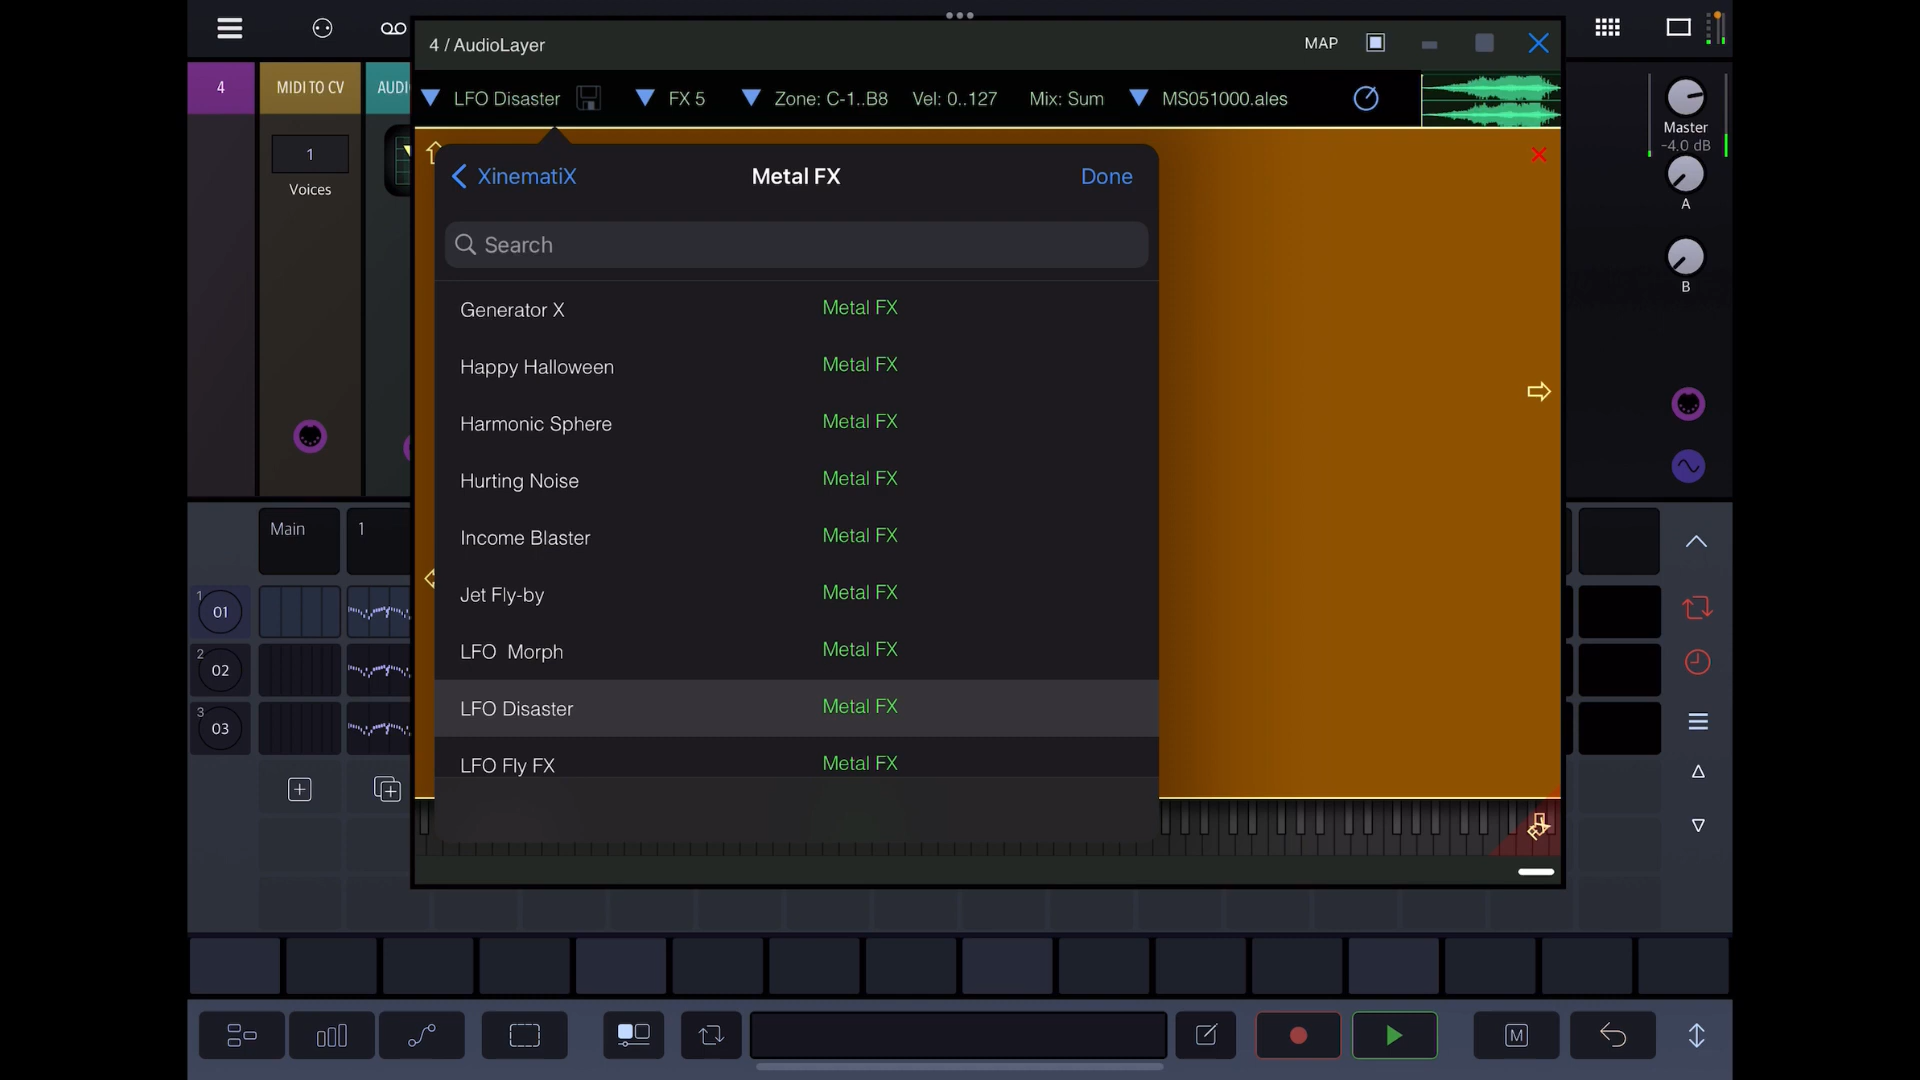 4 / AudioLayer
MAP
4
MIDI TO CV
AUDI
LFO Disaster
FX 5
Zone: C-1..B8
Vel: 0..127
Mix: Sum
MS051000.ales
1
Voices
Master
-4.0 dB
A
B
XinematiX
Metal FX
Done
Search
Generator X Metal FX
Happy Halloween Metal FX
Harmonic Sphere Metal FX
Hurting Noise Metal FX
Income Blaster Metal FX
Jet Fly-by Metal FX
LFO  Morph Metal FX
LFO Disaster Metal FX
LFO Fly FX Metal FX
Main
1
1
01
2
02
3
03
M